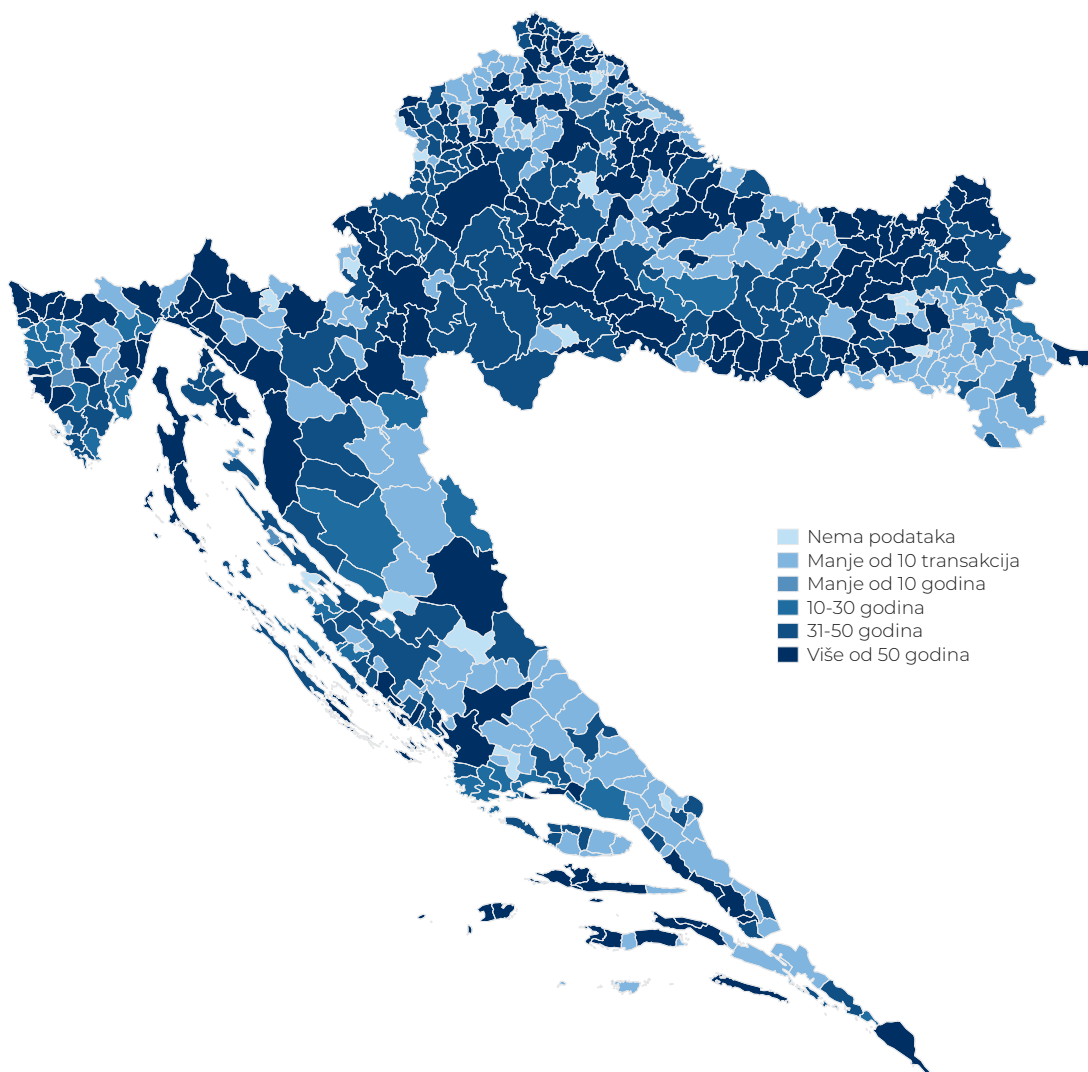 Nema podataka
Manje od 10 transakcija
Manje od 10 godina
10-30 godina
31-50 godina
Više od 50 godina